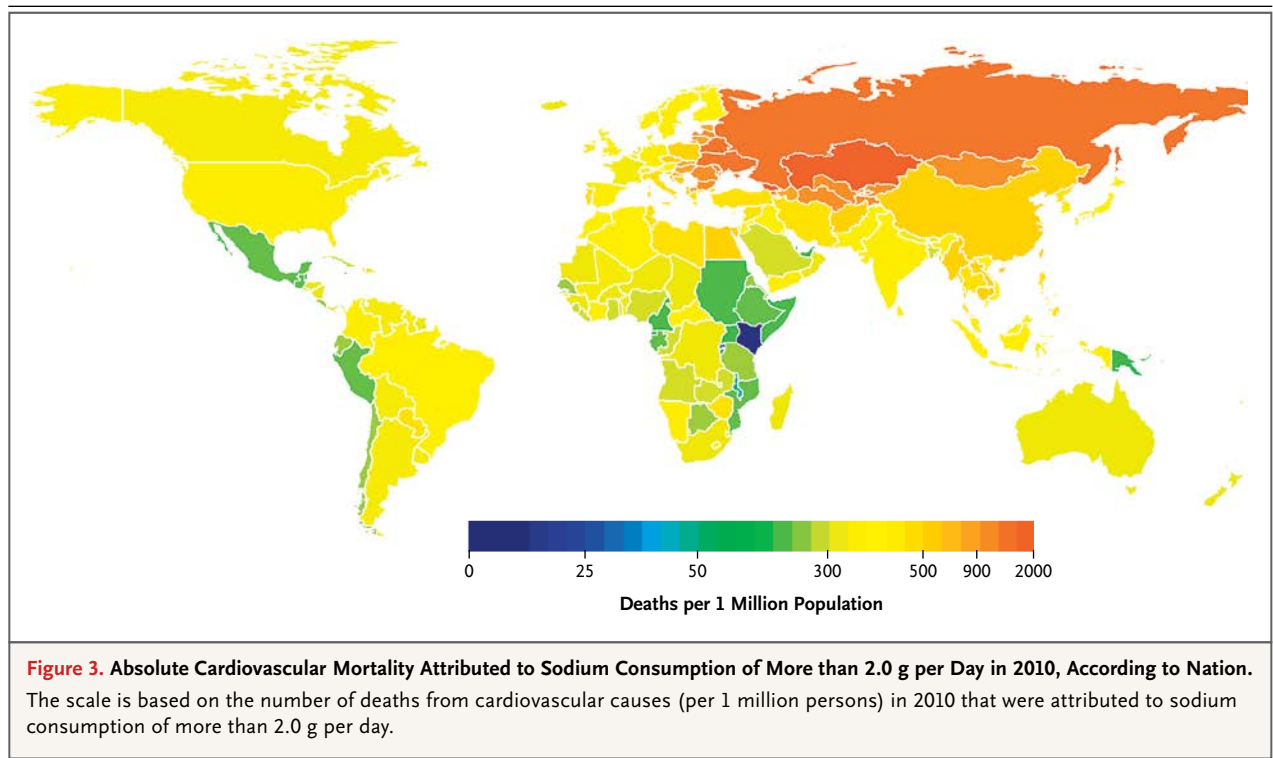 0 25 50 300 500 900 2000
Deaths per 1 Million Population
Figure 3. Absolute Cardiovascular Mortality Attributed to Sodium Consumption of More than 2.0 g per Day in 2010, According to Nation.
The scale is based on the number of deaths from cardiovascular causes (per 1 million persons) in 2010 that were attributed to sodium
consumption of more than 2.0 g per day.